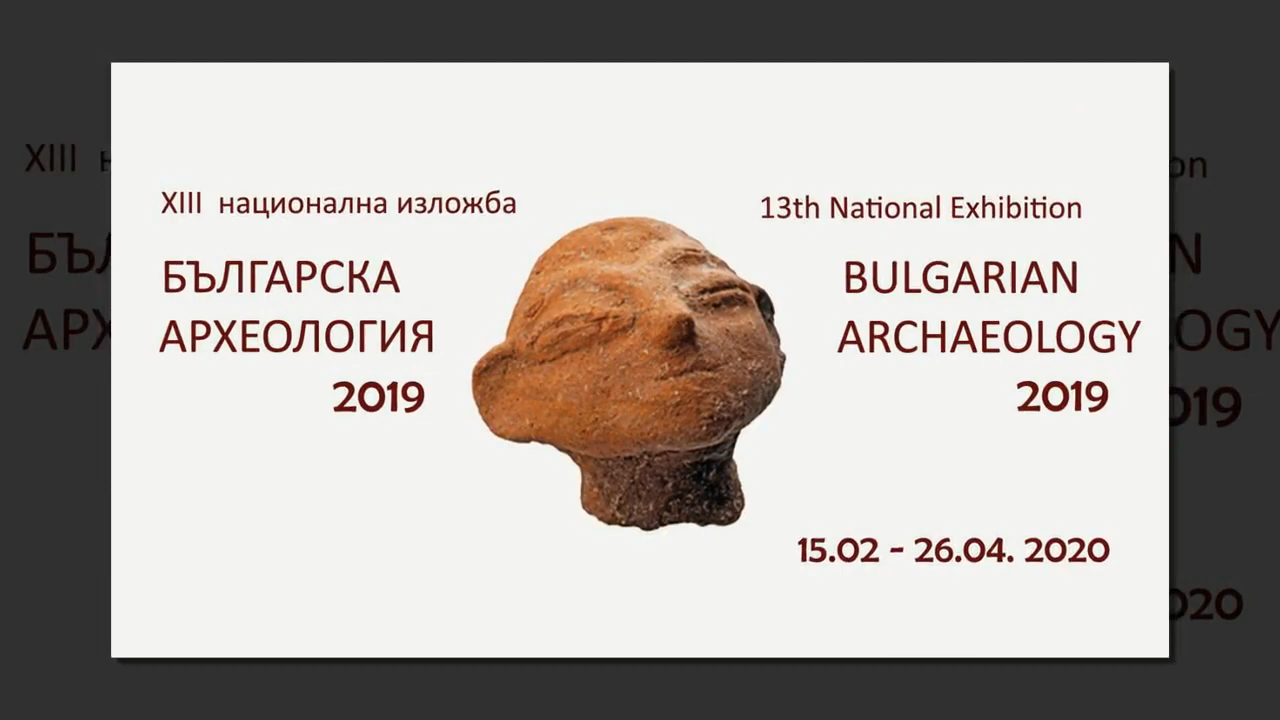 XIII национална изложба
БЪЛГАРСКА
АРХЕОЛОГИЯ
2019
13th National Exhibition
BULGARIAN
ARCHAEOLOGY
2019
15.02 - 26.04. 2020